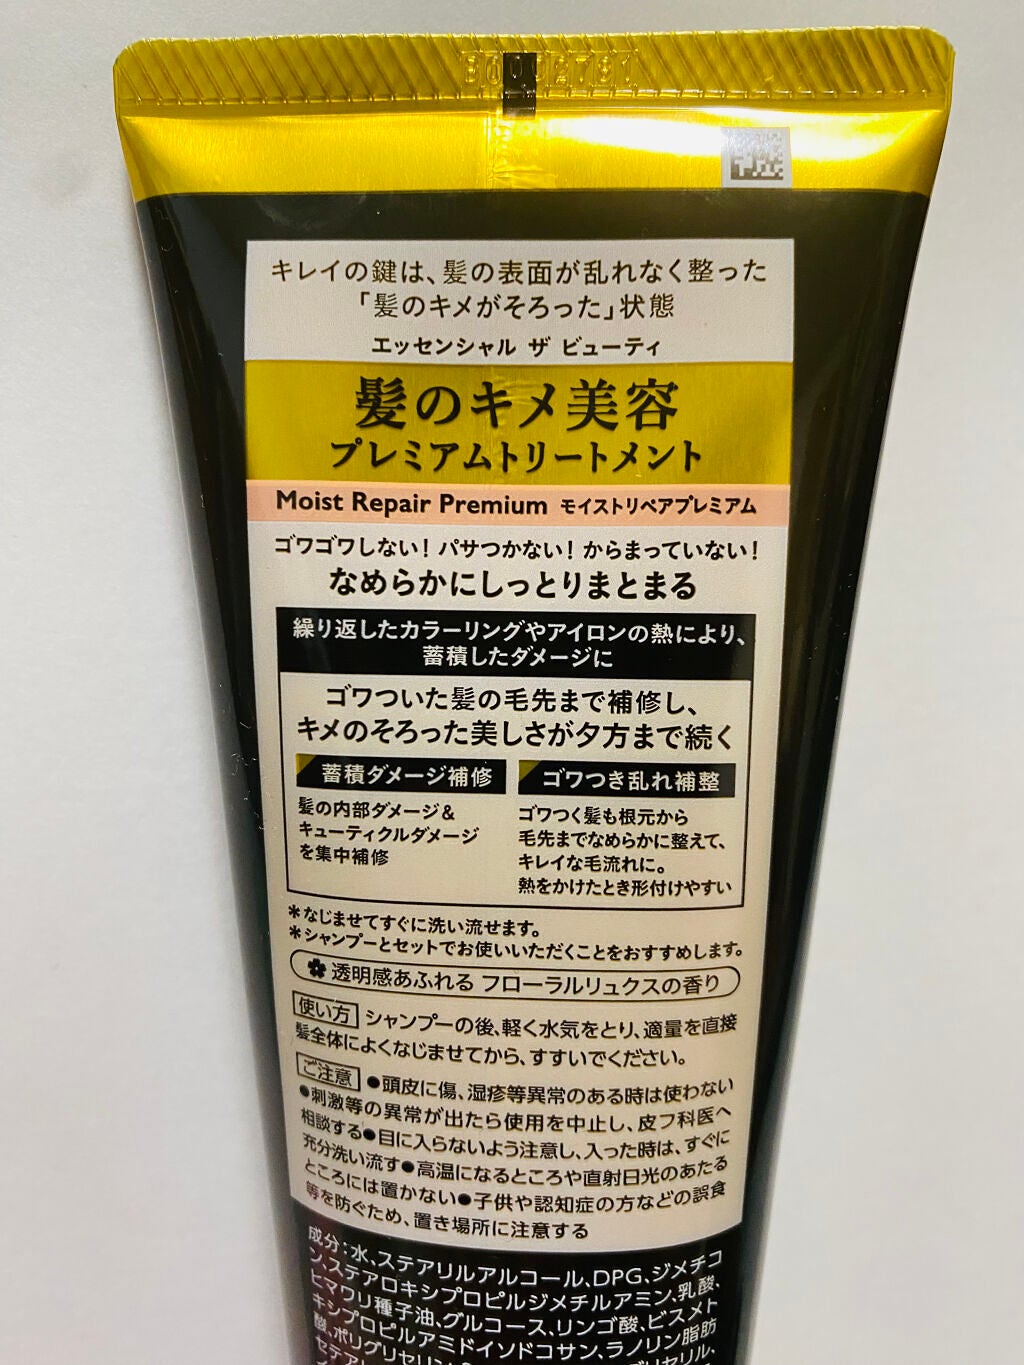 キレイの鍵は、髪の表面が乱れなく整った
「髪のキメがそろった」状態
エッセンシャル ザ ビューティ
髪のキメ美容
プレミアムトリートメント
Moist Repair Premium モイストリペアプレミアム
ゴワゴワしない! パサつかない! からまっていない!
なめらかにしっとりまとまる
繰り返したカラーリングやアイロンの熱により、
蓄積したダメージに
ゴワついた髪の毛先まで補修し、
キメのそろった美しさが夕方まで続く
蓄積ダメージ補修
髪の内部ダメージ&
キューティクルダメージ
を集中補修
ゴワつき乱れ補整
ゴワつく髪も根元から
毛先までなめらかに整えて、
キレイな毛流れに。
熱をかけたとき形付けやすい
*なじませてすぐに洗い流せます。
*シャンプーとセットでお使いいただくことをおすすめします。
透明感あふれる フローラルリュクスの香り
使い方 シャンプーの後、軽く水気をとり、適量を直接
髪全体によくなじませてから、すすいでください。
ご注意 ●頭皮に傷、湿疹等異常のある時は使わない
●刺激等の異常が出たら使用を中止し、皮フ科医へ
相談する●目に入らないよう注意し、入った時は、すぐに
充分洗い流す●高温になるところや直射日光のあたる
ところには置かない●子供や認知症の方などの誤食
等を防ぐため、置き場所に注意する
成分:水、ステアリルアルコール、DPG、ジメチコ
ン、ステアロキシプロピルジメチルアミン、乳酸、
ヒマワリ種子油、グルコース、リンゴ酸、ビスメト
キシプロピルアミドイソドコサン、ラノリン脂肪
酸、ポリグリセリン